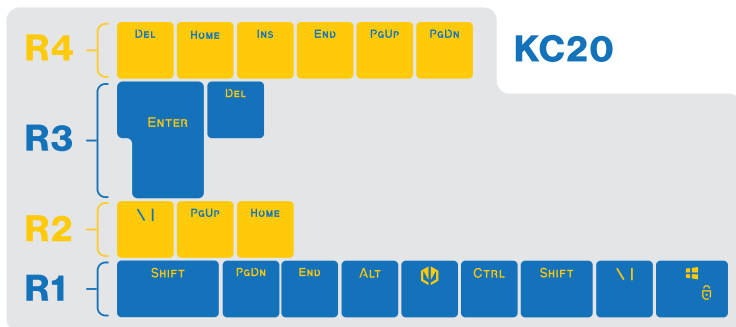 KC20
R4 DEL HOME INS END PGUP PGDN
R3 ENTER DEL
R2 \ | PGUP HOME
R1 SHIFT PGDN END ALT CTRL SHIFT \ |